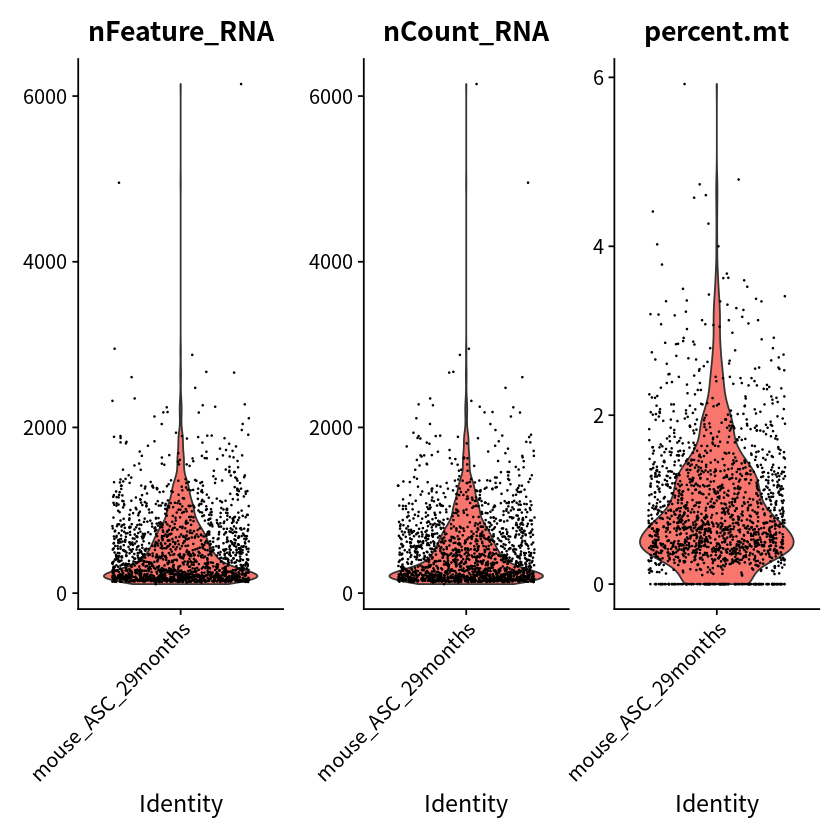 nFeature_RNA
6000
4000
2000
0
mouse_ASC_29months
Identity
nCount_RNA
6000
4000
2000
0
mouse_ASC_29months
Identity
percent.mt
6
4
2
0
mouse_ASC_29months
Identity